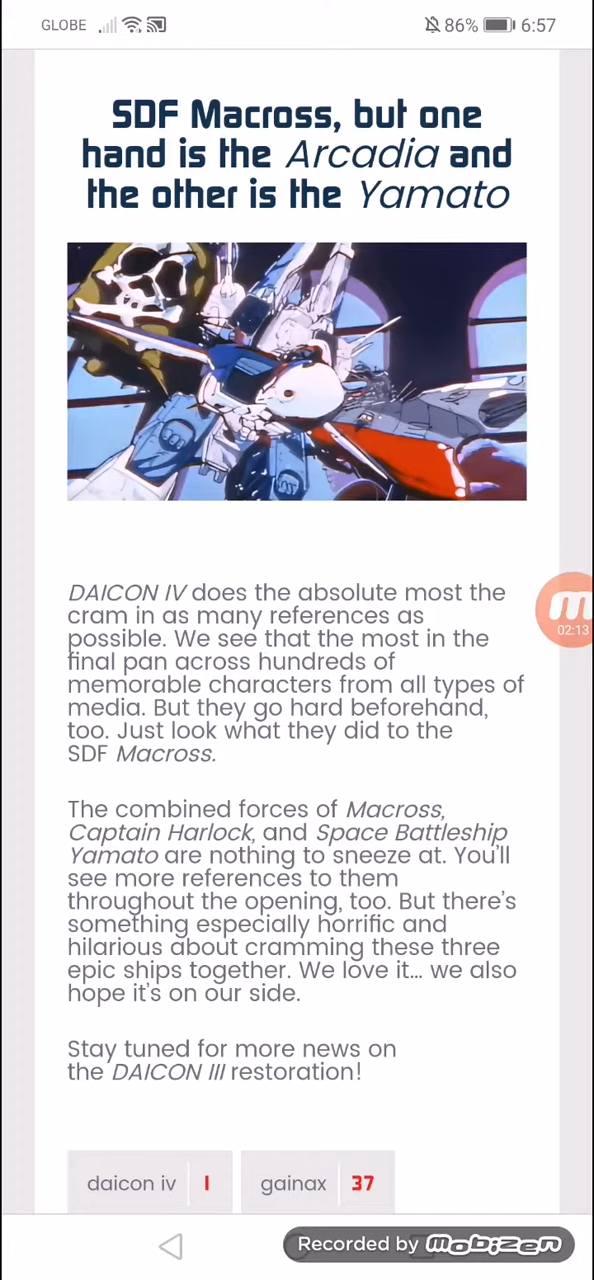 GLOBE 86% 6:57
SDF Macross, but one
hand is the Arcadia and
the other is the Yamato
DAICON IV does the absolute most the
cram in as many references as
possible. We see that the most in the
final pan across hundreds of
memorable characters from all types of
media. But they go hard beforehand,
too. Just look what they did to the
SDF Macross.
The combined forces of Macross,
Captain Harlock, and Space Battleship
Yamato are nothing to sneeze at. You'll
see more references to them
throughout the opening, too. But there's
something especially horrific and
hilarious about cramming these three
epic ships together. We love it... we also
hope it's on our side.
Stay tuned for more news on
the DAICON III restoration!
02:13
daicon iv 1 gainax 37
Recorded by mobizen